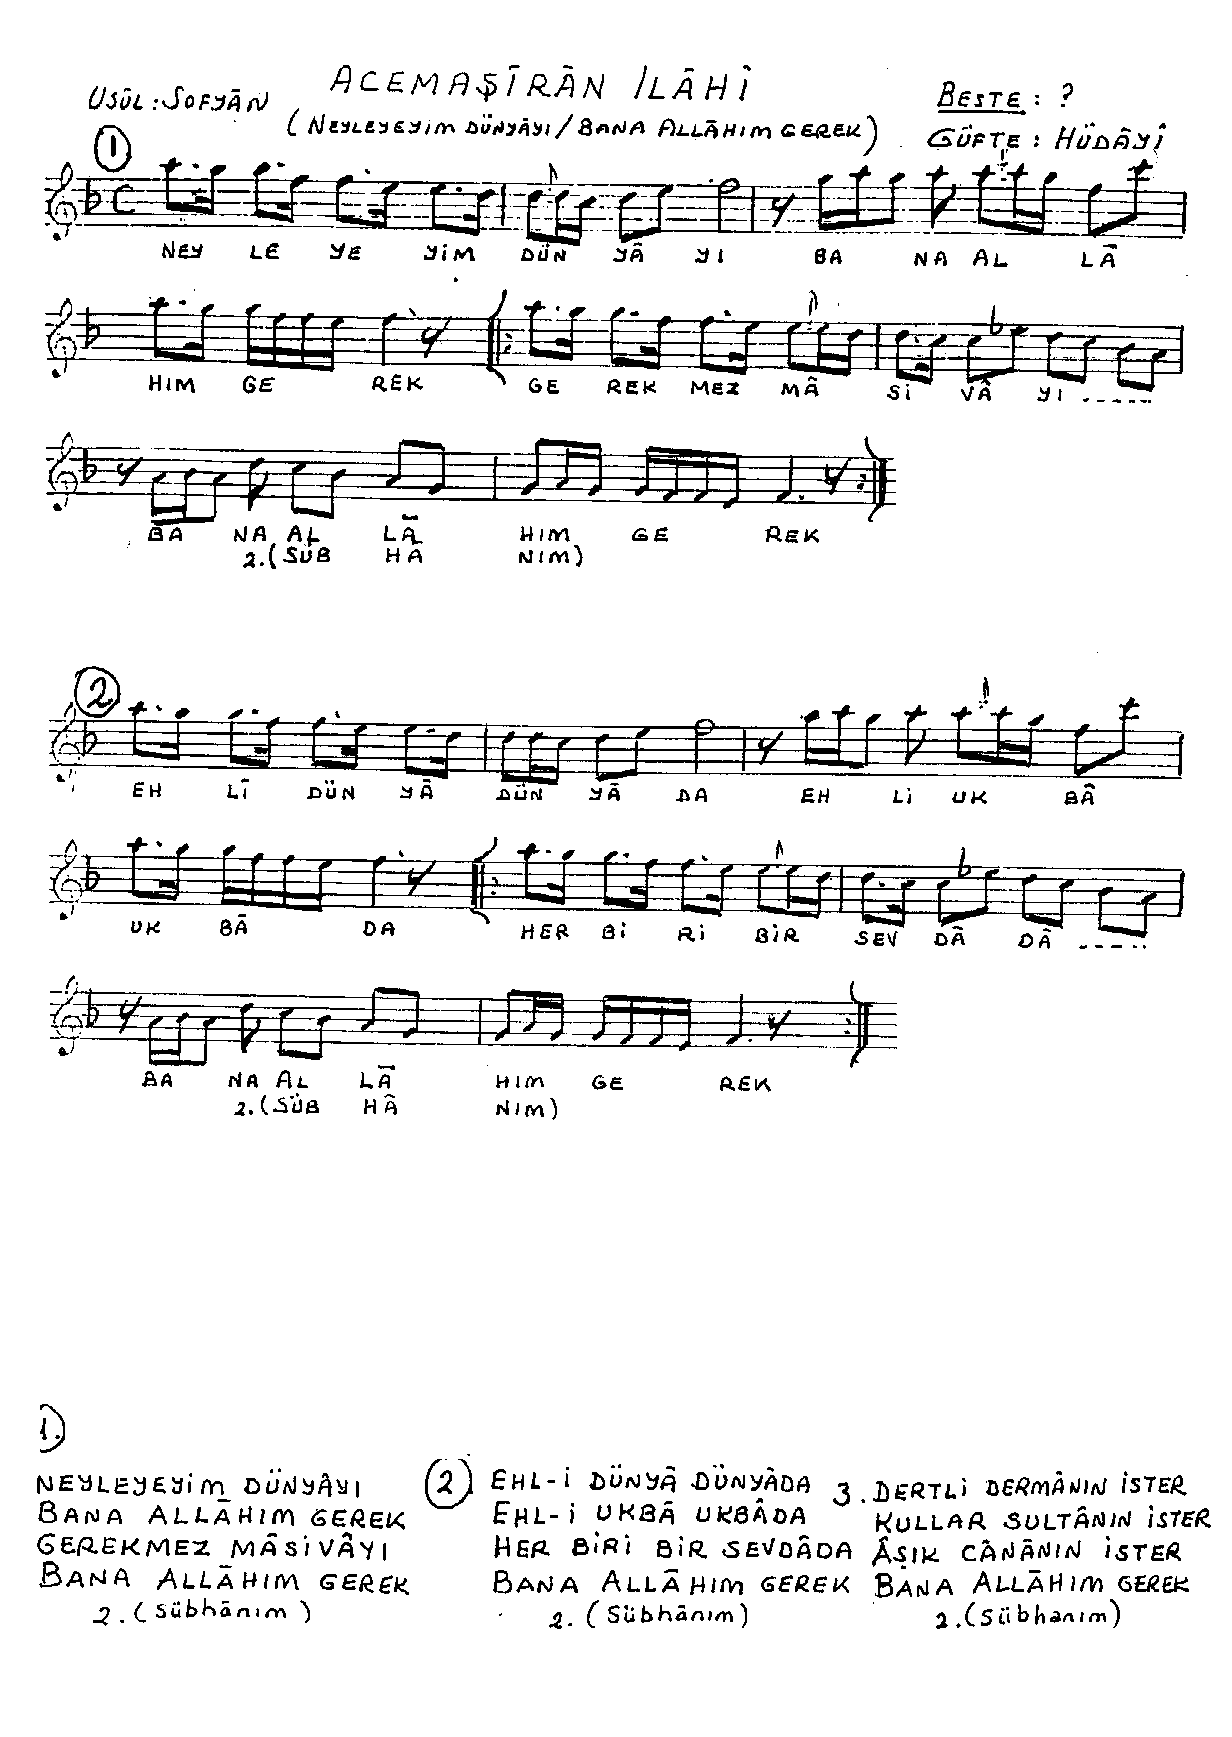 ACEMAŞÎRÂN İLÂHÎ
USÛL : SOFYÂN
BESTE : ?
(NEYLEYEYİM DÜNYÂYI / BANA ALLÂHIM GEREK)
GÜFTE : HÜDÂYÎ
1
NEY LE YE YİM DÜN YÂ YI BA NA AL LÂ
HIM GE REK GE REK MEZ MÂ Sİ VÂ YI -----
BA NA AL LÂ HIM GE REK
2.(SÜB HA NIM)
2
EH LÎ DÜN YÂ DÜN YÂ DA EH Lİ UK BÂ
UK BÂ DA HER Bİ Rİ BİR SEV DÂ DÂ -----
BA NA AL LÂ HIM GE REK
2.(SÜB HÂ NIM)
1.
NEYLEYEYİM DÜNYÂYI
BANA ALLÂHIM GEREK
GEREKMEZ MÂSİVÂYI
BANA ALLÂHIM GEREK
2.(Sübhânım)
2 EHL-İ DÜNYÂ DÜNYÂDA
EHL-İ UKBÂ UKBÂDA
HER BİRİ BİR SEVDÂDA
BANA ALLÂHIM GEREK
2. (Sübhânım)
3. DERTLİ DERMÂNIN İSTER
KULLAR SULTÂNIN İSTER
ÂŞIK CÂNÂNIN İSTER
BANA ALLÂHIM GEREK
2.(Sübhanım)